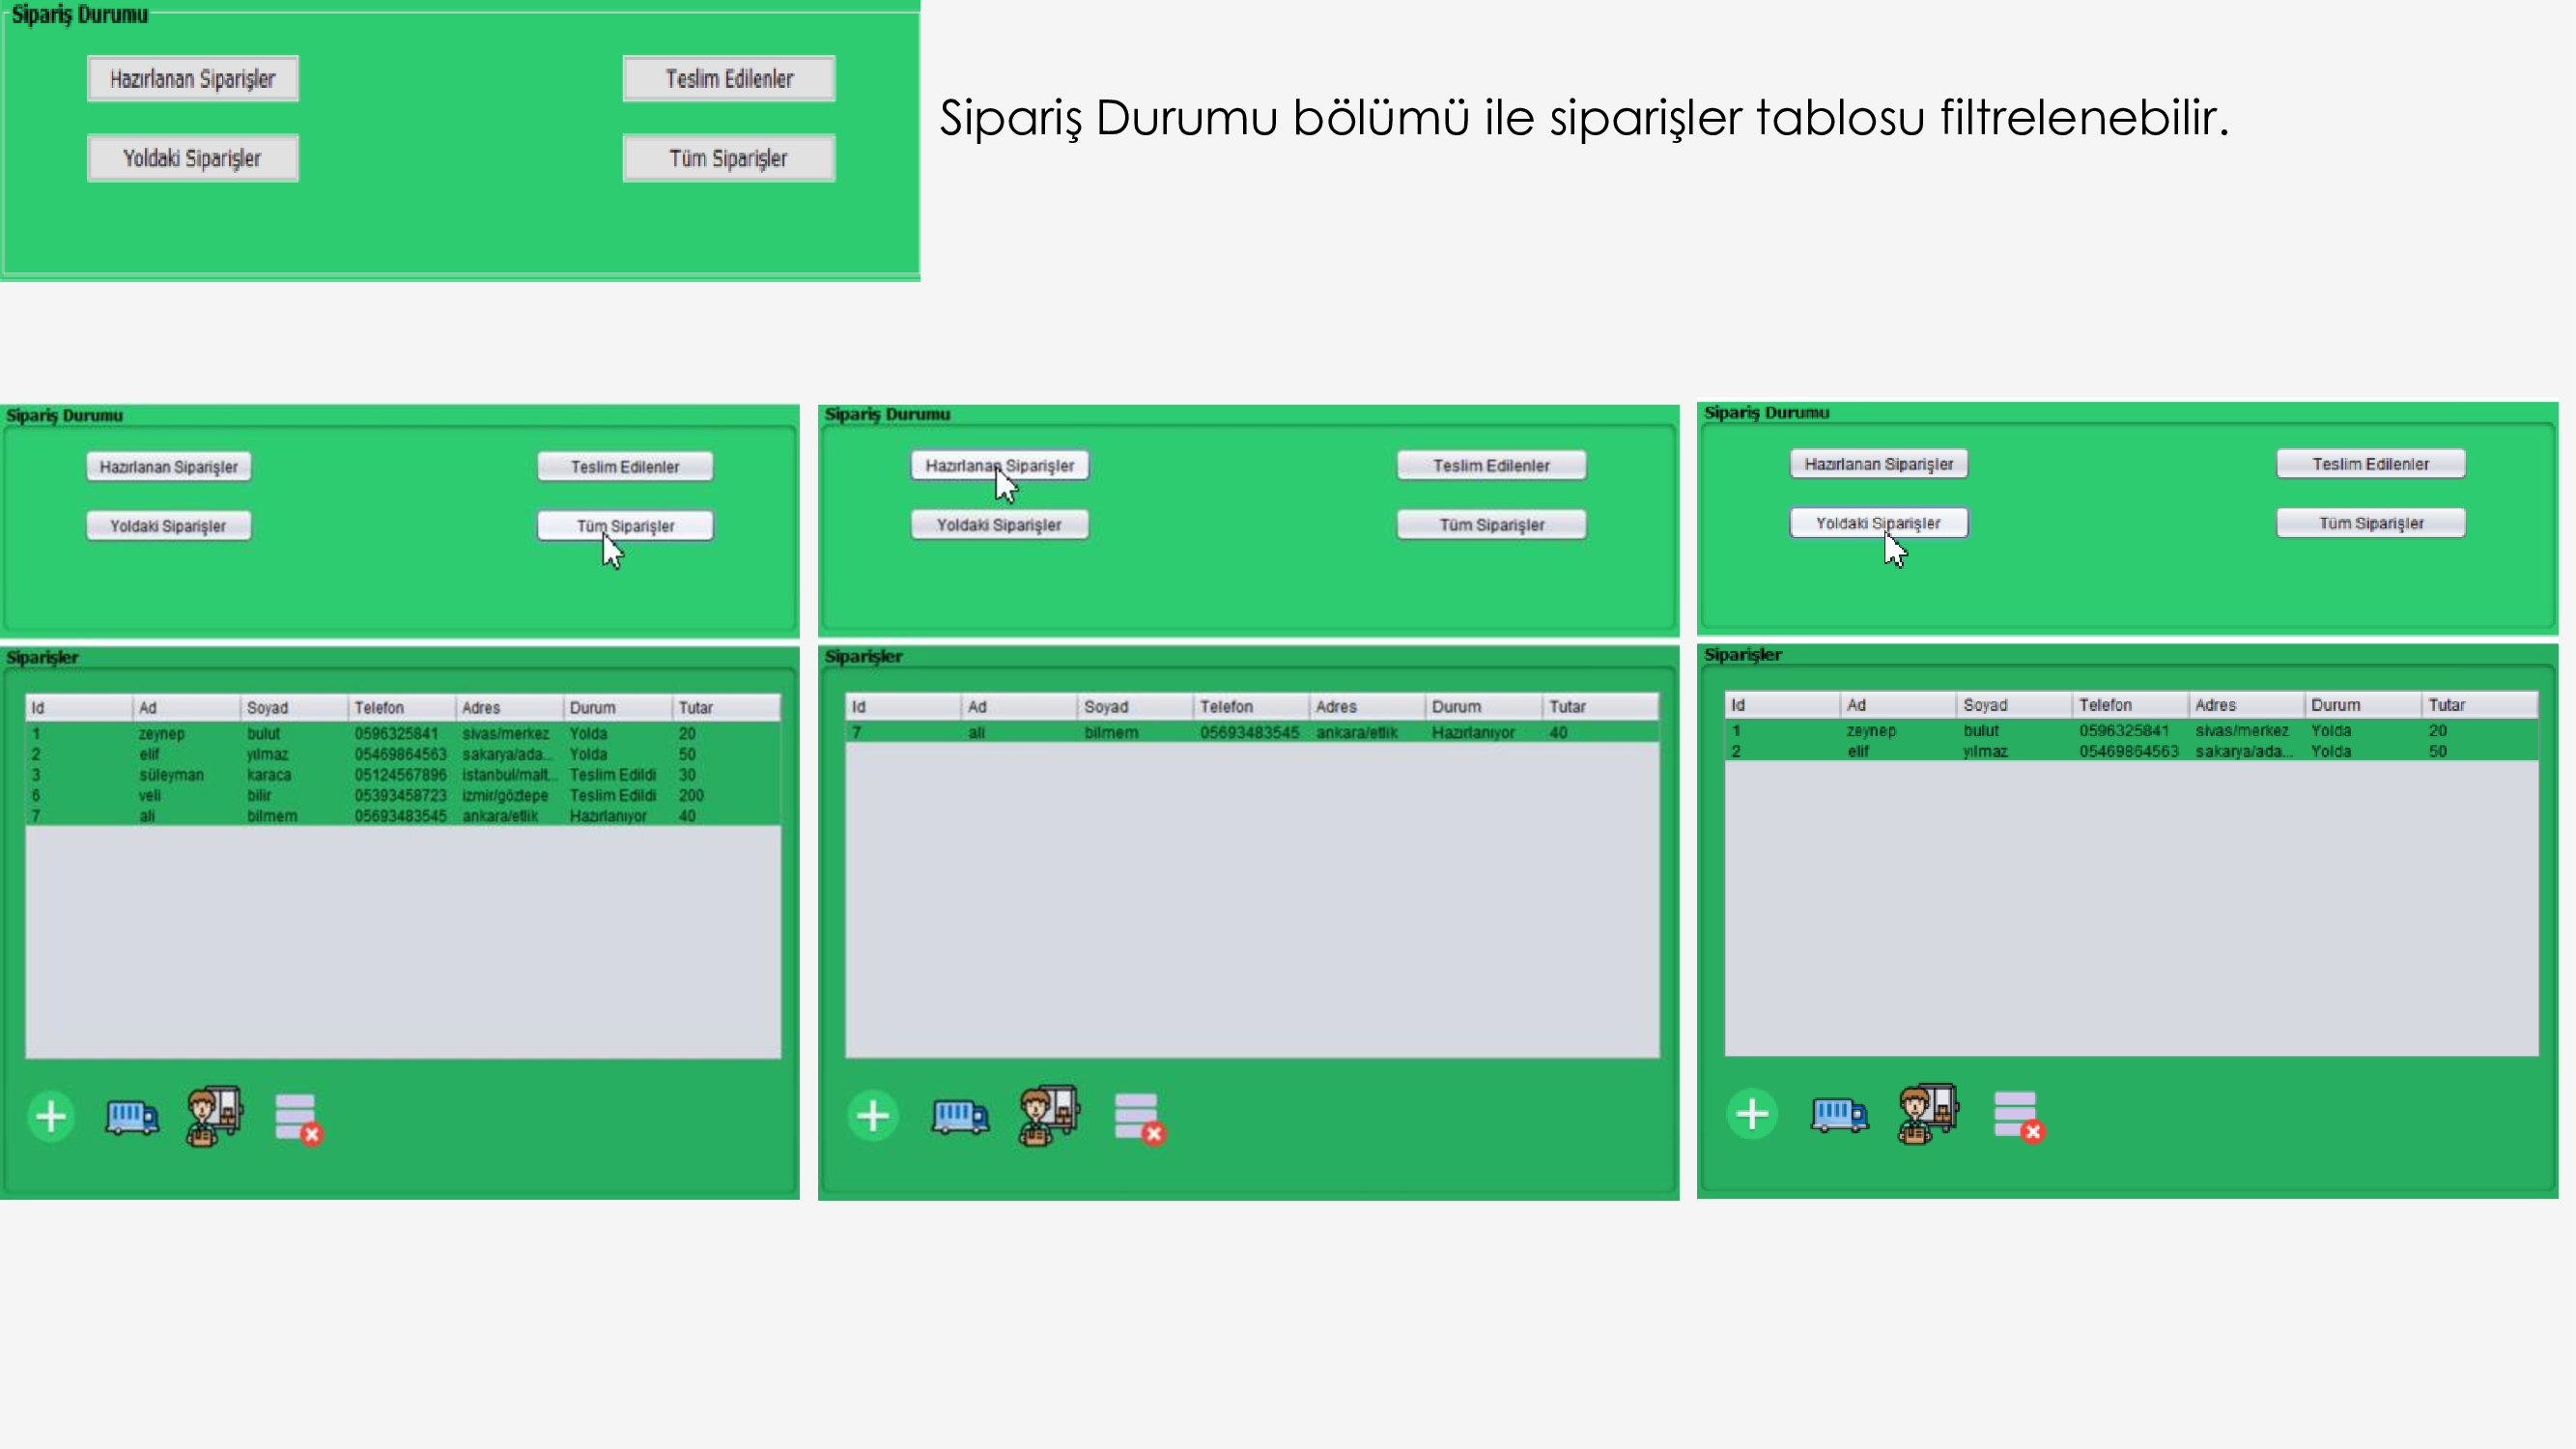 Sipariş Durumu
Hazırlanan Siparişler
Teslim Edilenler
Yoldaki Siparişler
Tüm Siparişler
Sipariş Durumu bölümü ile siparişler tablosu filtrelenebilir.
Sipariş Durumu
Hazırlanan Siparişler Teslim Edilenler
Yoldaki Siparişler Tüm Siparişler
Siparişler
Id Ad Soyad Telefon Adres Durum Tutar
1 zeynep bulut 0596325841 sivas/merkez Yolda 20
2 elif yılmaz 05469864563 sakarya/ada... Yolda 50
3 süleyman karaca 05124567896 istanbul/malt... Teslim Edildi 30
6 veli bilir 05393458723 izmir/göztepe Teslim Edildi 200
7 ali bilmem 05693483545 ankara/etlik Hazırlanıyor 40
Sipariş Durumu
Hazırlanan Siparişler Teslim Edilenler
Yoldaki Siparişler Tüm Siparişler
Siparişler
Id Ad Soyad Telefon Adres Durum Tutar
7 ali bilmem 05693483545 ankara/etlik Hazırlanıyor 40
Sipariş Durumu
Hazırlanan Siparişler Teslim Edilenler
Yoldaki Siparişler Tüm Siparişler
Siparişler
Id Ad Soyad Telefon Adres Durum Tutar
1 zeynep bulut 0596325841 sivas/merkez Yolda 20
2 elif yılmaz 05469864563 sakarya/ada... Yolda 50